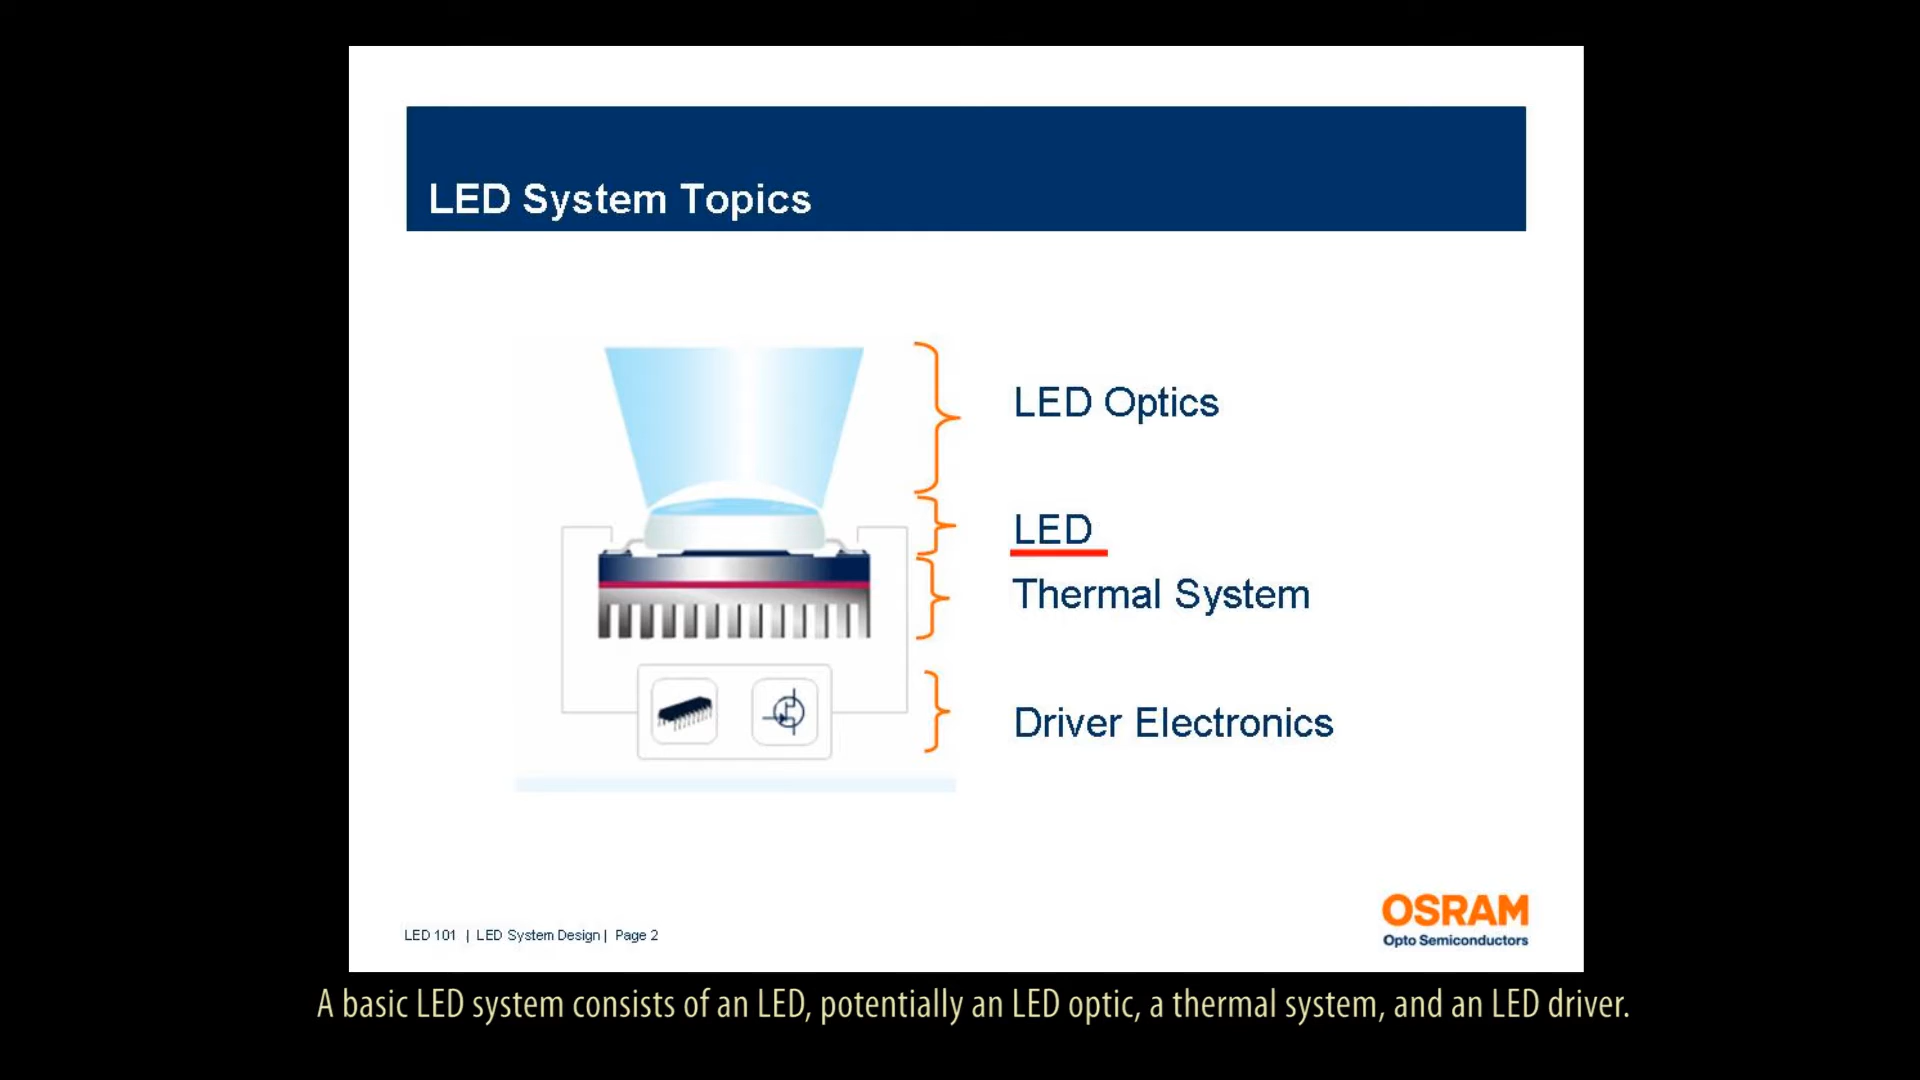 LED System Topics
LED Optics
LED
Thermal System
Driver Electronics
LED 101 | LED System Design | Page 2
OSRAM
Opto Semiconductors
A basic LED system consists of an LED, potentially an LED optic, a thermal system, and an LED driver.